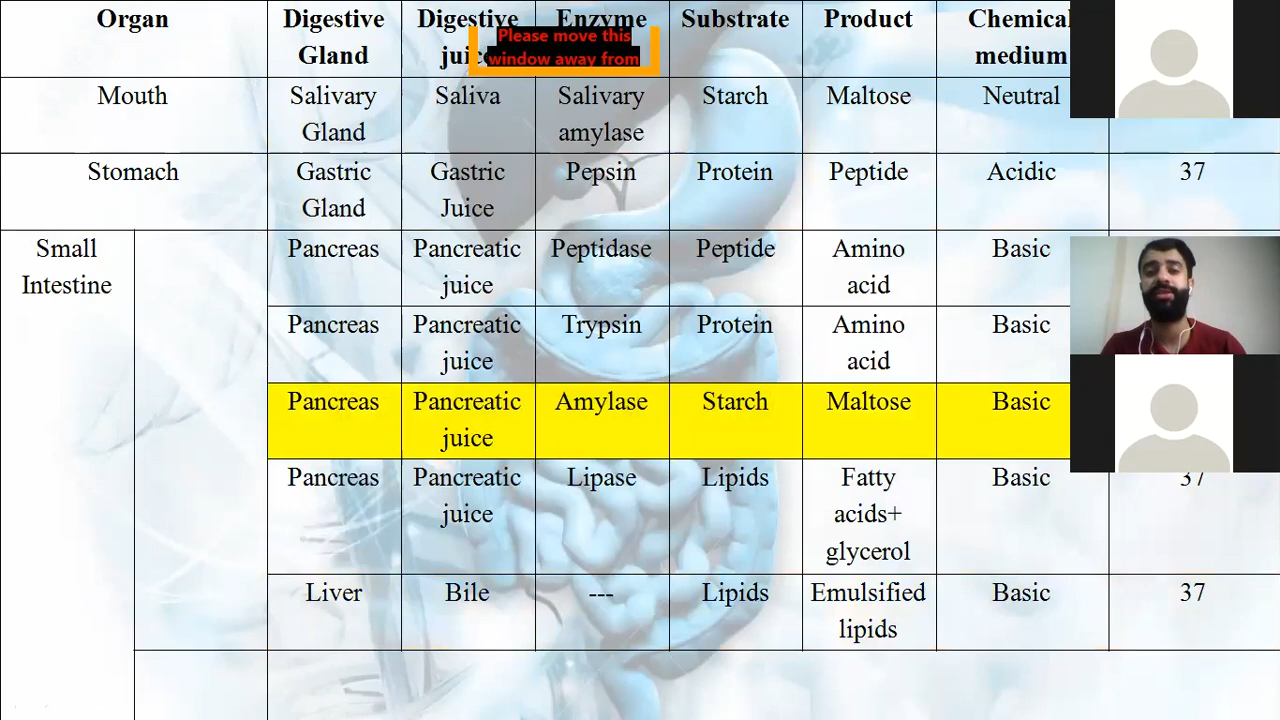 Organ
Digestive
Gland
Digestive
juice
Enzyme
Substrate
Product
Chemical
medium
Please move this
window away from
Mouth
Salivary
Gland
Saliva
Salivary
amylase
Starch
Maltose
Neutral
Stomach
Gastric
Gland
Gastric
Juice
Pepsin
Protein
Peptide
Acidic
37
Small
Intestine
Pancreas
Pancreatic
juice
Peptidase
Peptide
Amino
acid
Basic
Pancreas
Pancreatic
juice
Trypsin
Protein
Amino
acid
Basic
Pancreas
Pancreatic
juice
Amylase
Starch
Maltose
Basic
Pancreas
Pancreatic
juice
Lipase
Lipids
Fatty
acids+
glycerol
Basic
37
Liver
Bile
---
Lipids
Emulsified
lipids
Basic
37